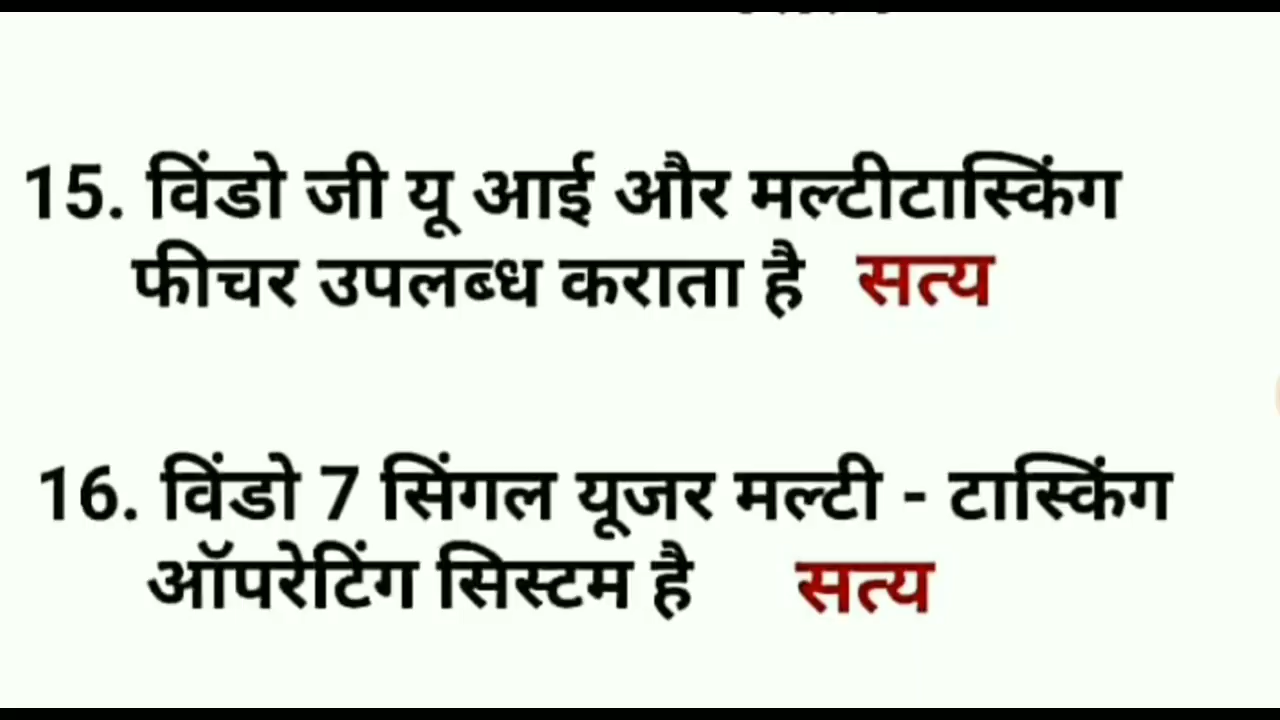 15. विंडो जी यू आई और मल्टीटास्किंग
फीचर उपलब्ध कराता है सत्य
16. विंडो 7 सिंगल यूजर मल्टी - टास्किंग
ऑपरेटिंग सिस्टम है सत्य